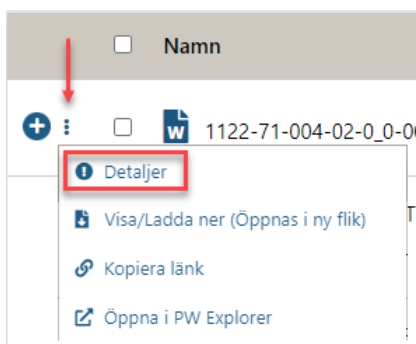 Namn
W 1122-71-004-02-0_0-0
Detaljer
Visa/Ladda ner (Öppnas i ny flik)
Kopiera länk
Öppna i PW Explorer